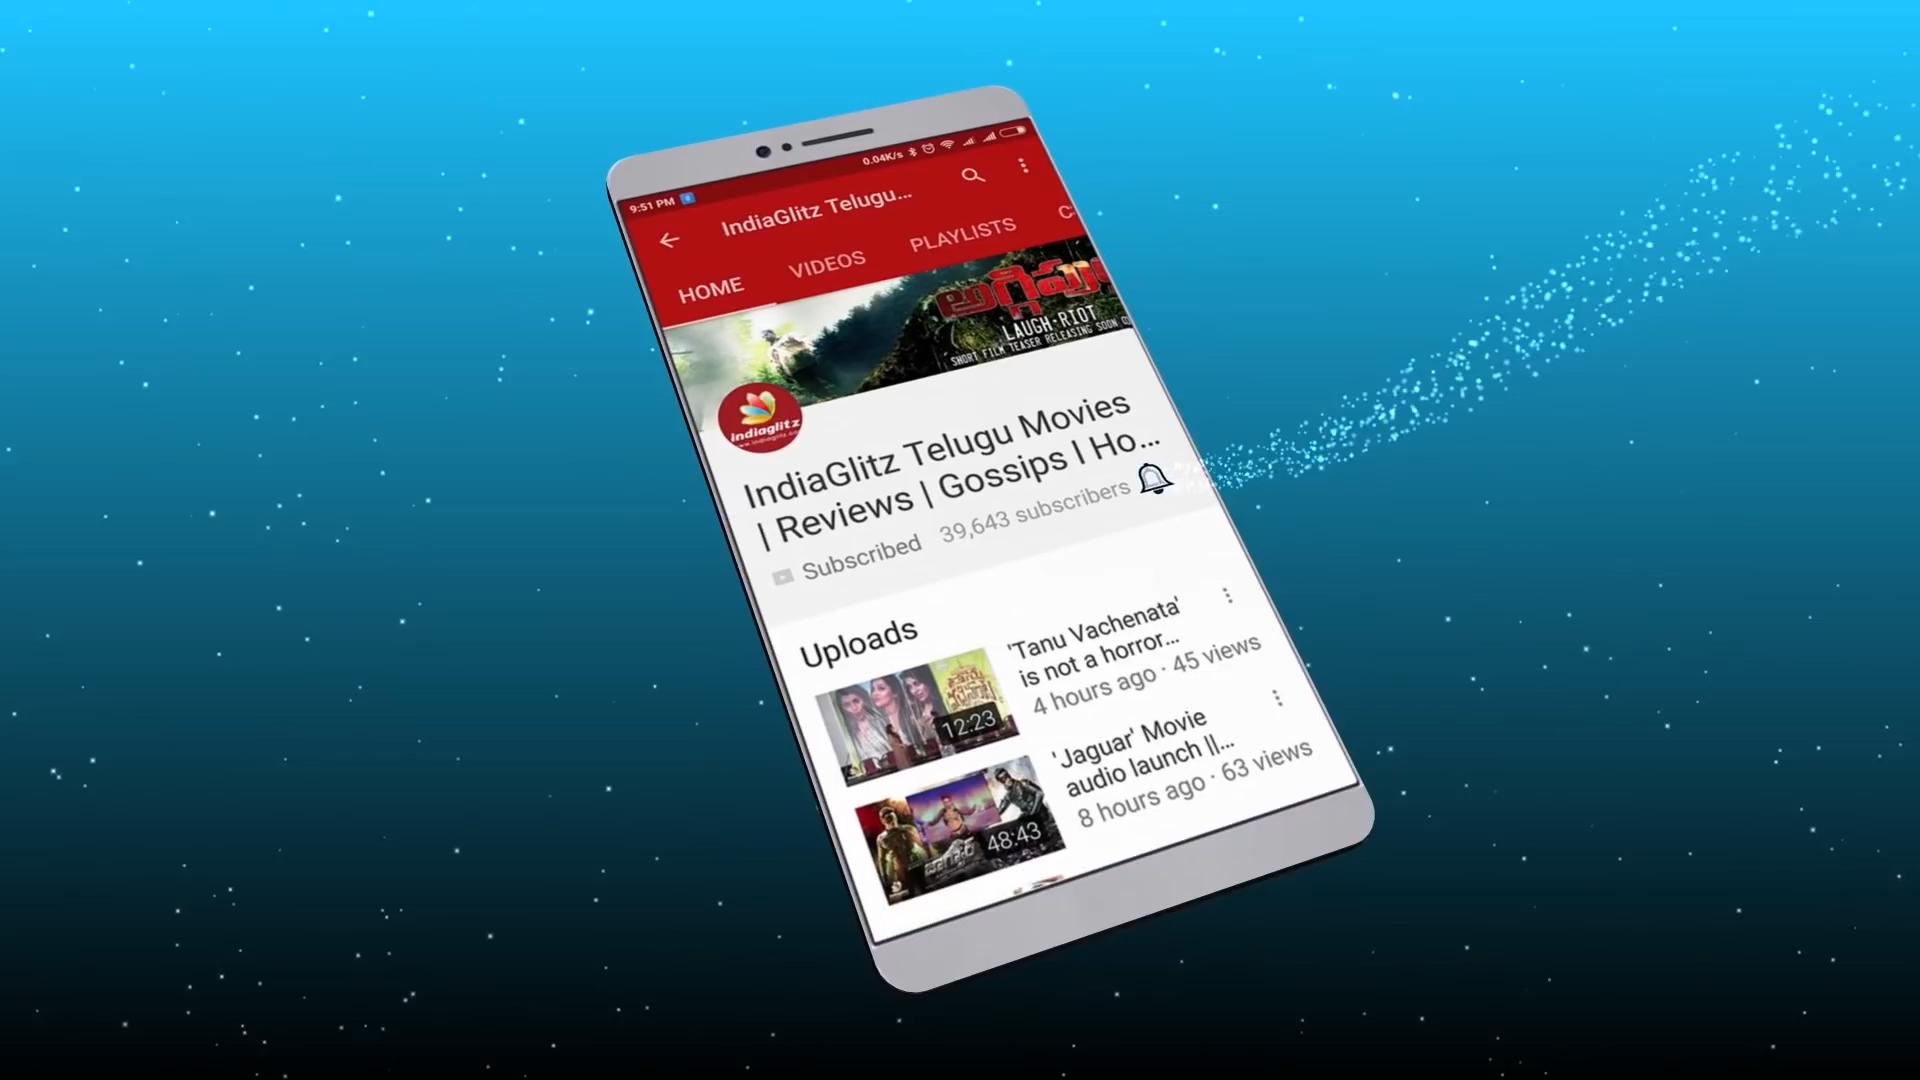 9:51 PM
0.04K/s
IndiaGlitz Telugu...
HOME
VIDEOS
PLAYLISTS
LAUGH-RIOT
SHORT FILM TEASER RELEASING SOON
indiaglitz
IndiaGlitz Telugu Movies
| Reviews | Gossips | Ho...
Subscribed
39,643 subscribers
Uploads
'Tanu Vachenata'
is not a horror...
4 hours ago · 45 views
12:23
'Jaguar' Movie
audio launch ||...
8 hours ago · 63 views
48:43